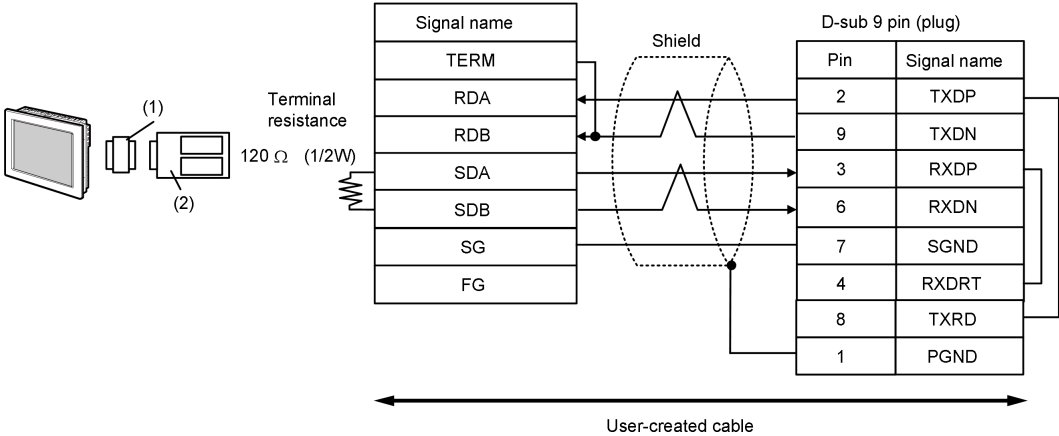 (1)
(2)
Terminal
resistance
120 Ω (1/2W)
Signal name
TERM
RDA
RDB
SDA
SDB
SG
FG
Shield
D-sub 9 pin (plug)
Pin Signal name
2 TXDP
9 TXDN
3 RXDP
6 RXDN
7 SGND
4 RXDRT
8 TXRD
1 PGND
User-created cable